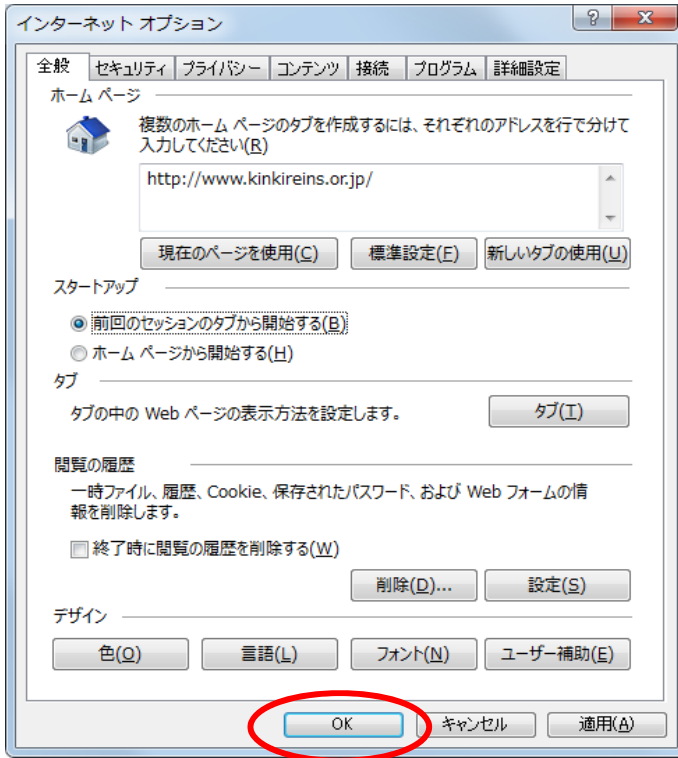 インターネット オプション
全般 セキュリティ プライバシー コンテンツ 接続 プログラム 詳細設定
ホーム ページ
複数のホーム ページのタブを作成するには、それぞれのアドレスを行で分けて
入力してください(R)
http://www.kinkireins.or.jp/
現在のページを使用(C) 標準設定(F) 新しいタブの使用(U)
スタートアップ
前回のセッションのタブから開始する(B)
ホーム ページから開始する(H)
タブ
タブの中の Web ページの表示方法を設定します。 タブ(T)
閲覧の履歴
一時ファイル、履歴、Cookie、保存されたパスワード、および Web フォームの情
報を削除します。
終了時に閲覧の履歴を削除する(W)
削除(D)... 設定(S)
デザイン
色(O) 言語(L) フォント(N) ユーザー補助(E)
OK キャンセル 適用(A)